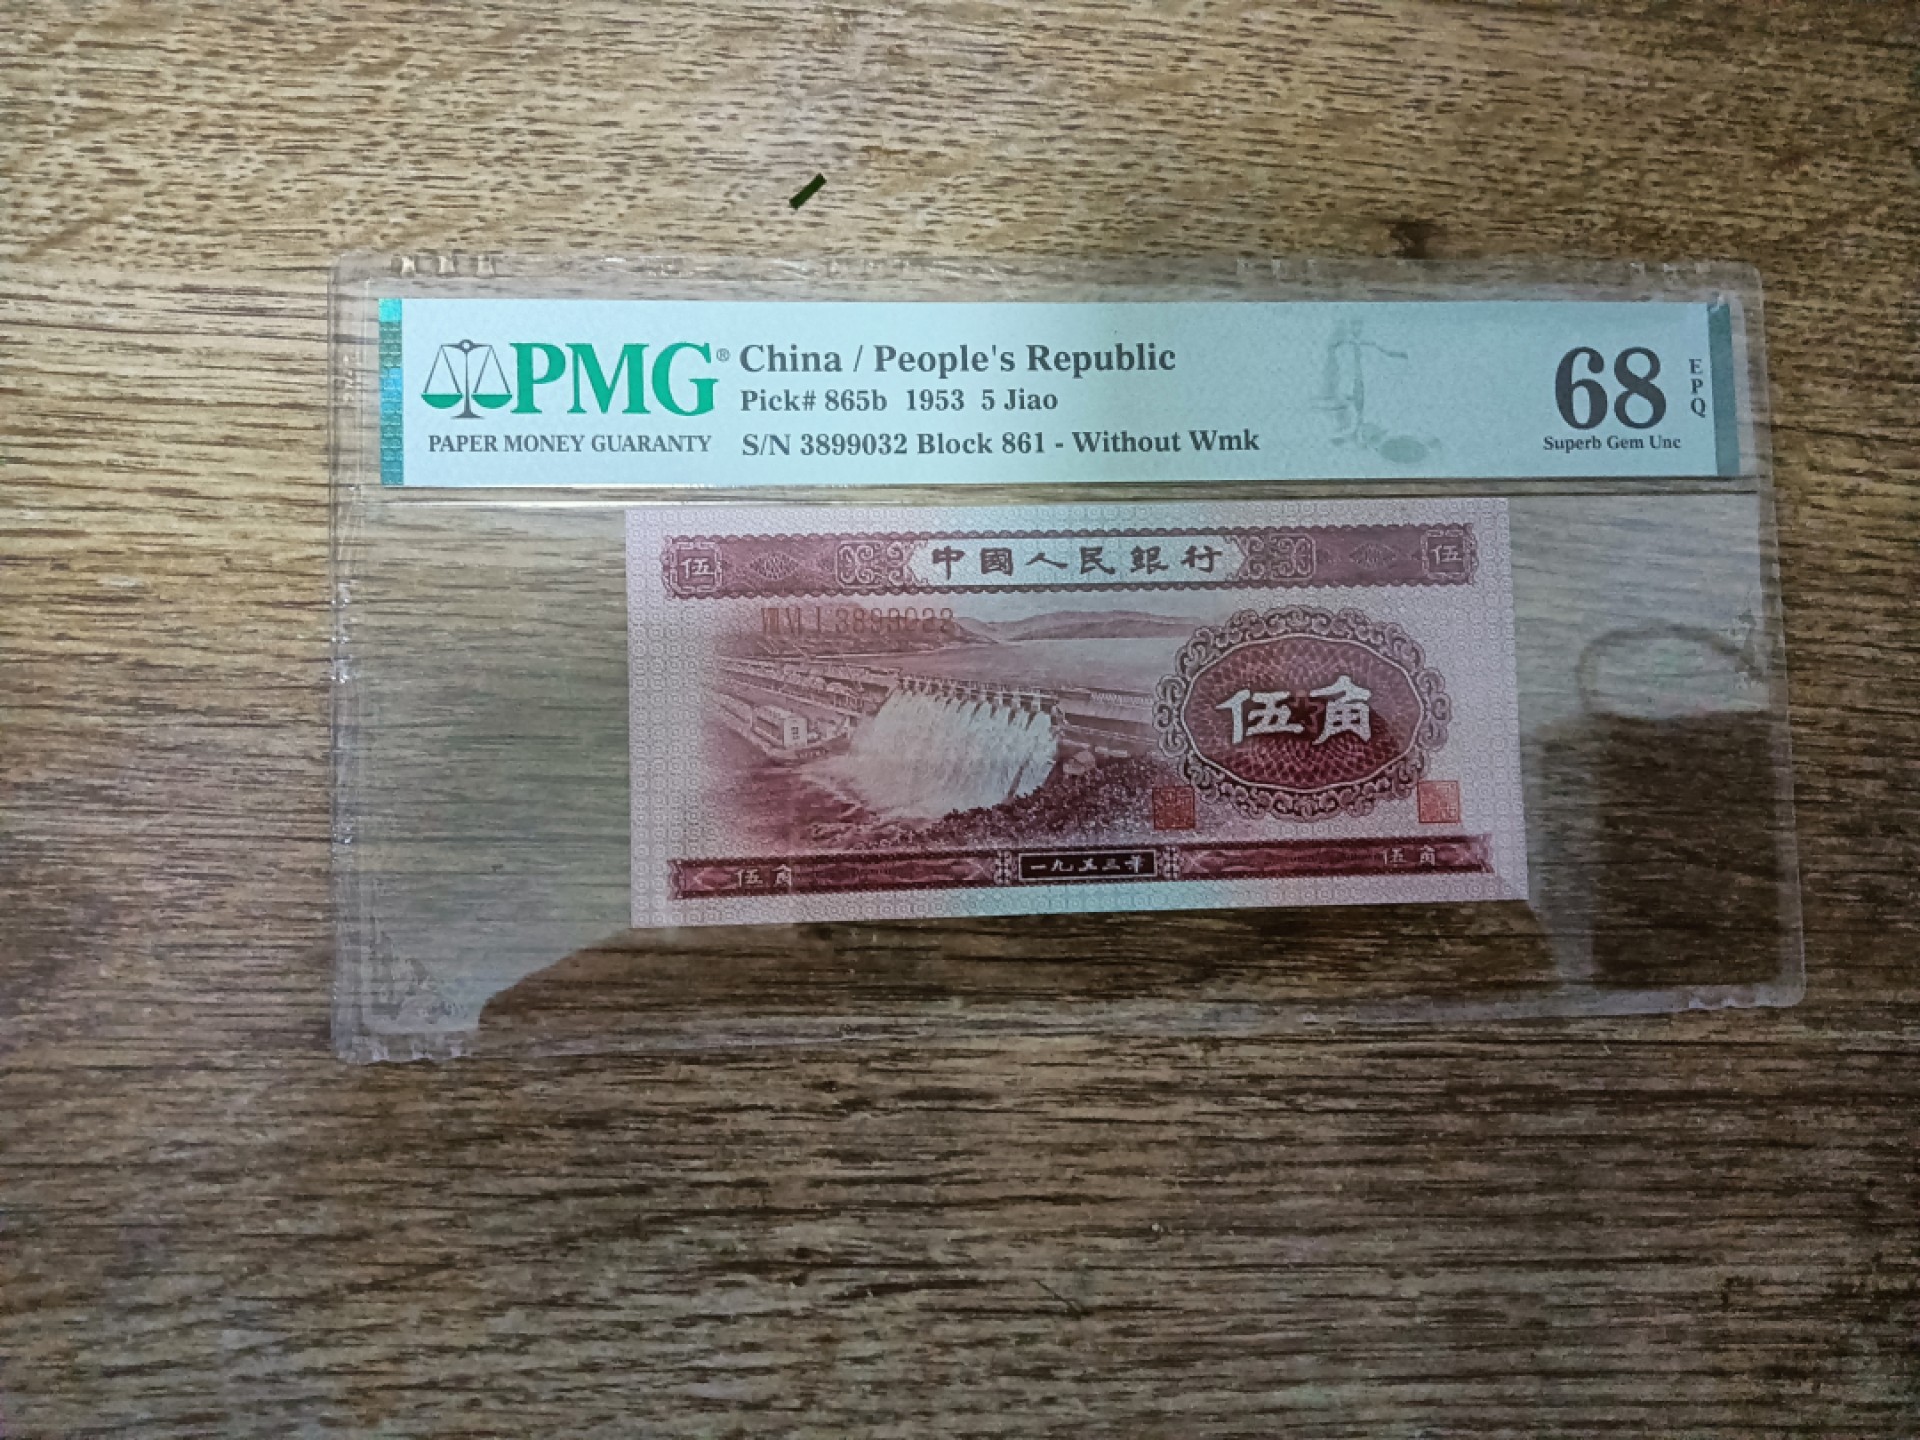 PMG® China / People's Republic
Pick# 865b 1953 5 Jiao
PAPER MONEY GUARANTY
S/N 3899032 Block 861 - Without Wmk
68 EPQ
Superb Gem Unc
伍 中國人民銀行 伍
伍角
伍角 一九五三年 伍角